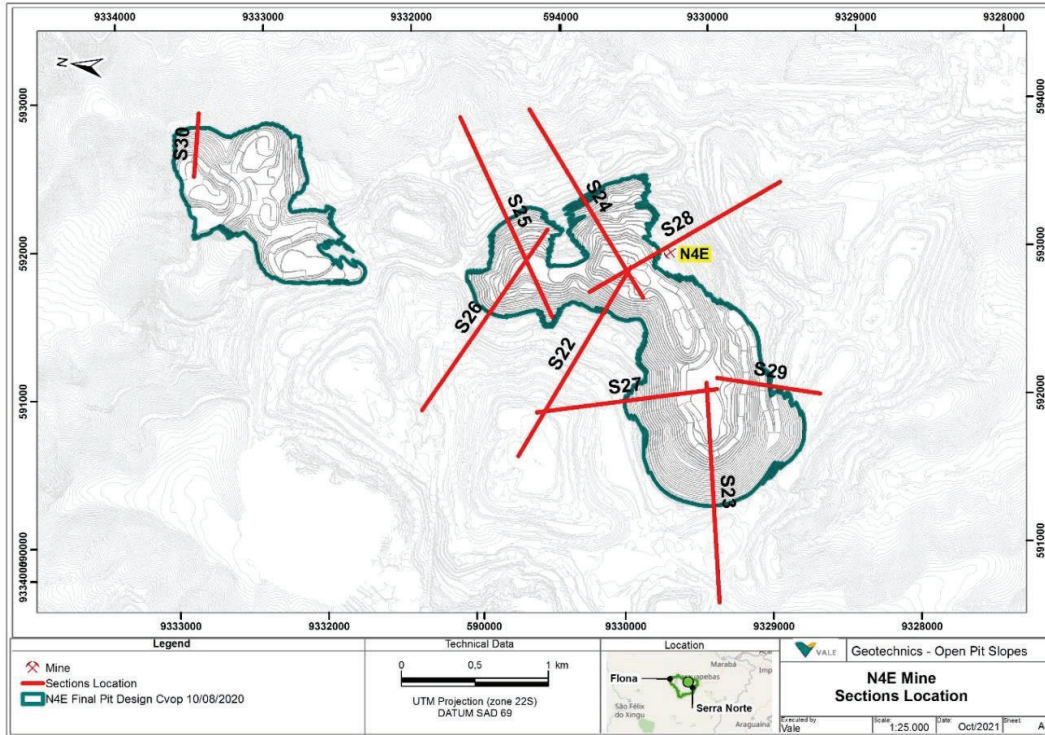 9334000 9333000 9332000 594000 9330000 9329000 9328000
N
593000
592000
591000
594000
593000
592000
591000
S30
S25
S24
S28
N4E
S26
S22
S27
S29
S23
9333000 9332000 590000 9330000 9329000 9328000
Legend
Mine
Sections Location
N4E Final Pit Design Cvop 10/08/2020
Technical Data
0 0,5 1 km
UTM Projection (zone 22S)
DATUM SAD 69
Location
Marabá
Flona
São Félix
do Xingu
Serra Norte
Araguaína
VALE
Geotechnics - Open Pit Slopes
N4E Mine
Sections Location
Executed by
Vale
Scale:
1:25.000
Date:
Oct/2021
Sheet: